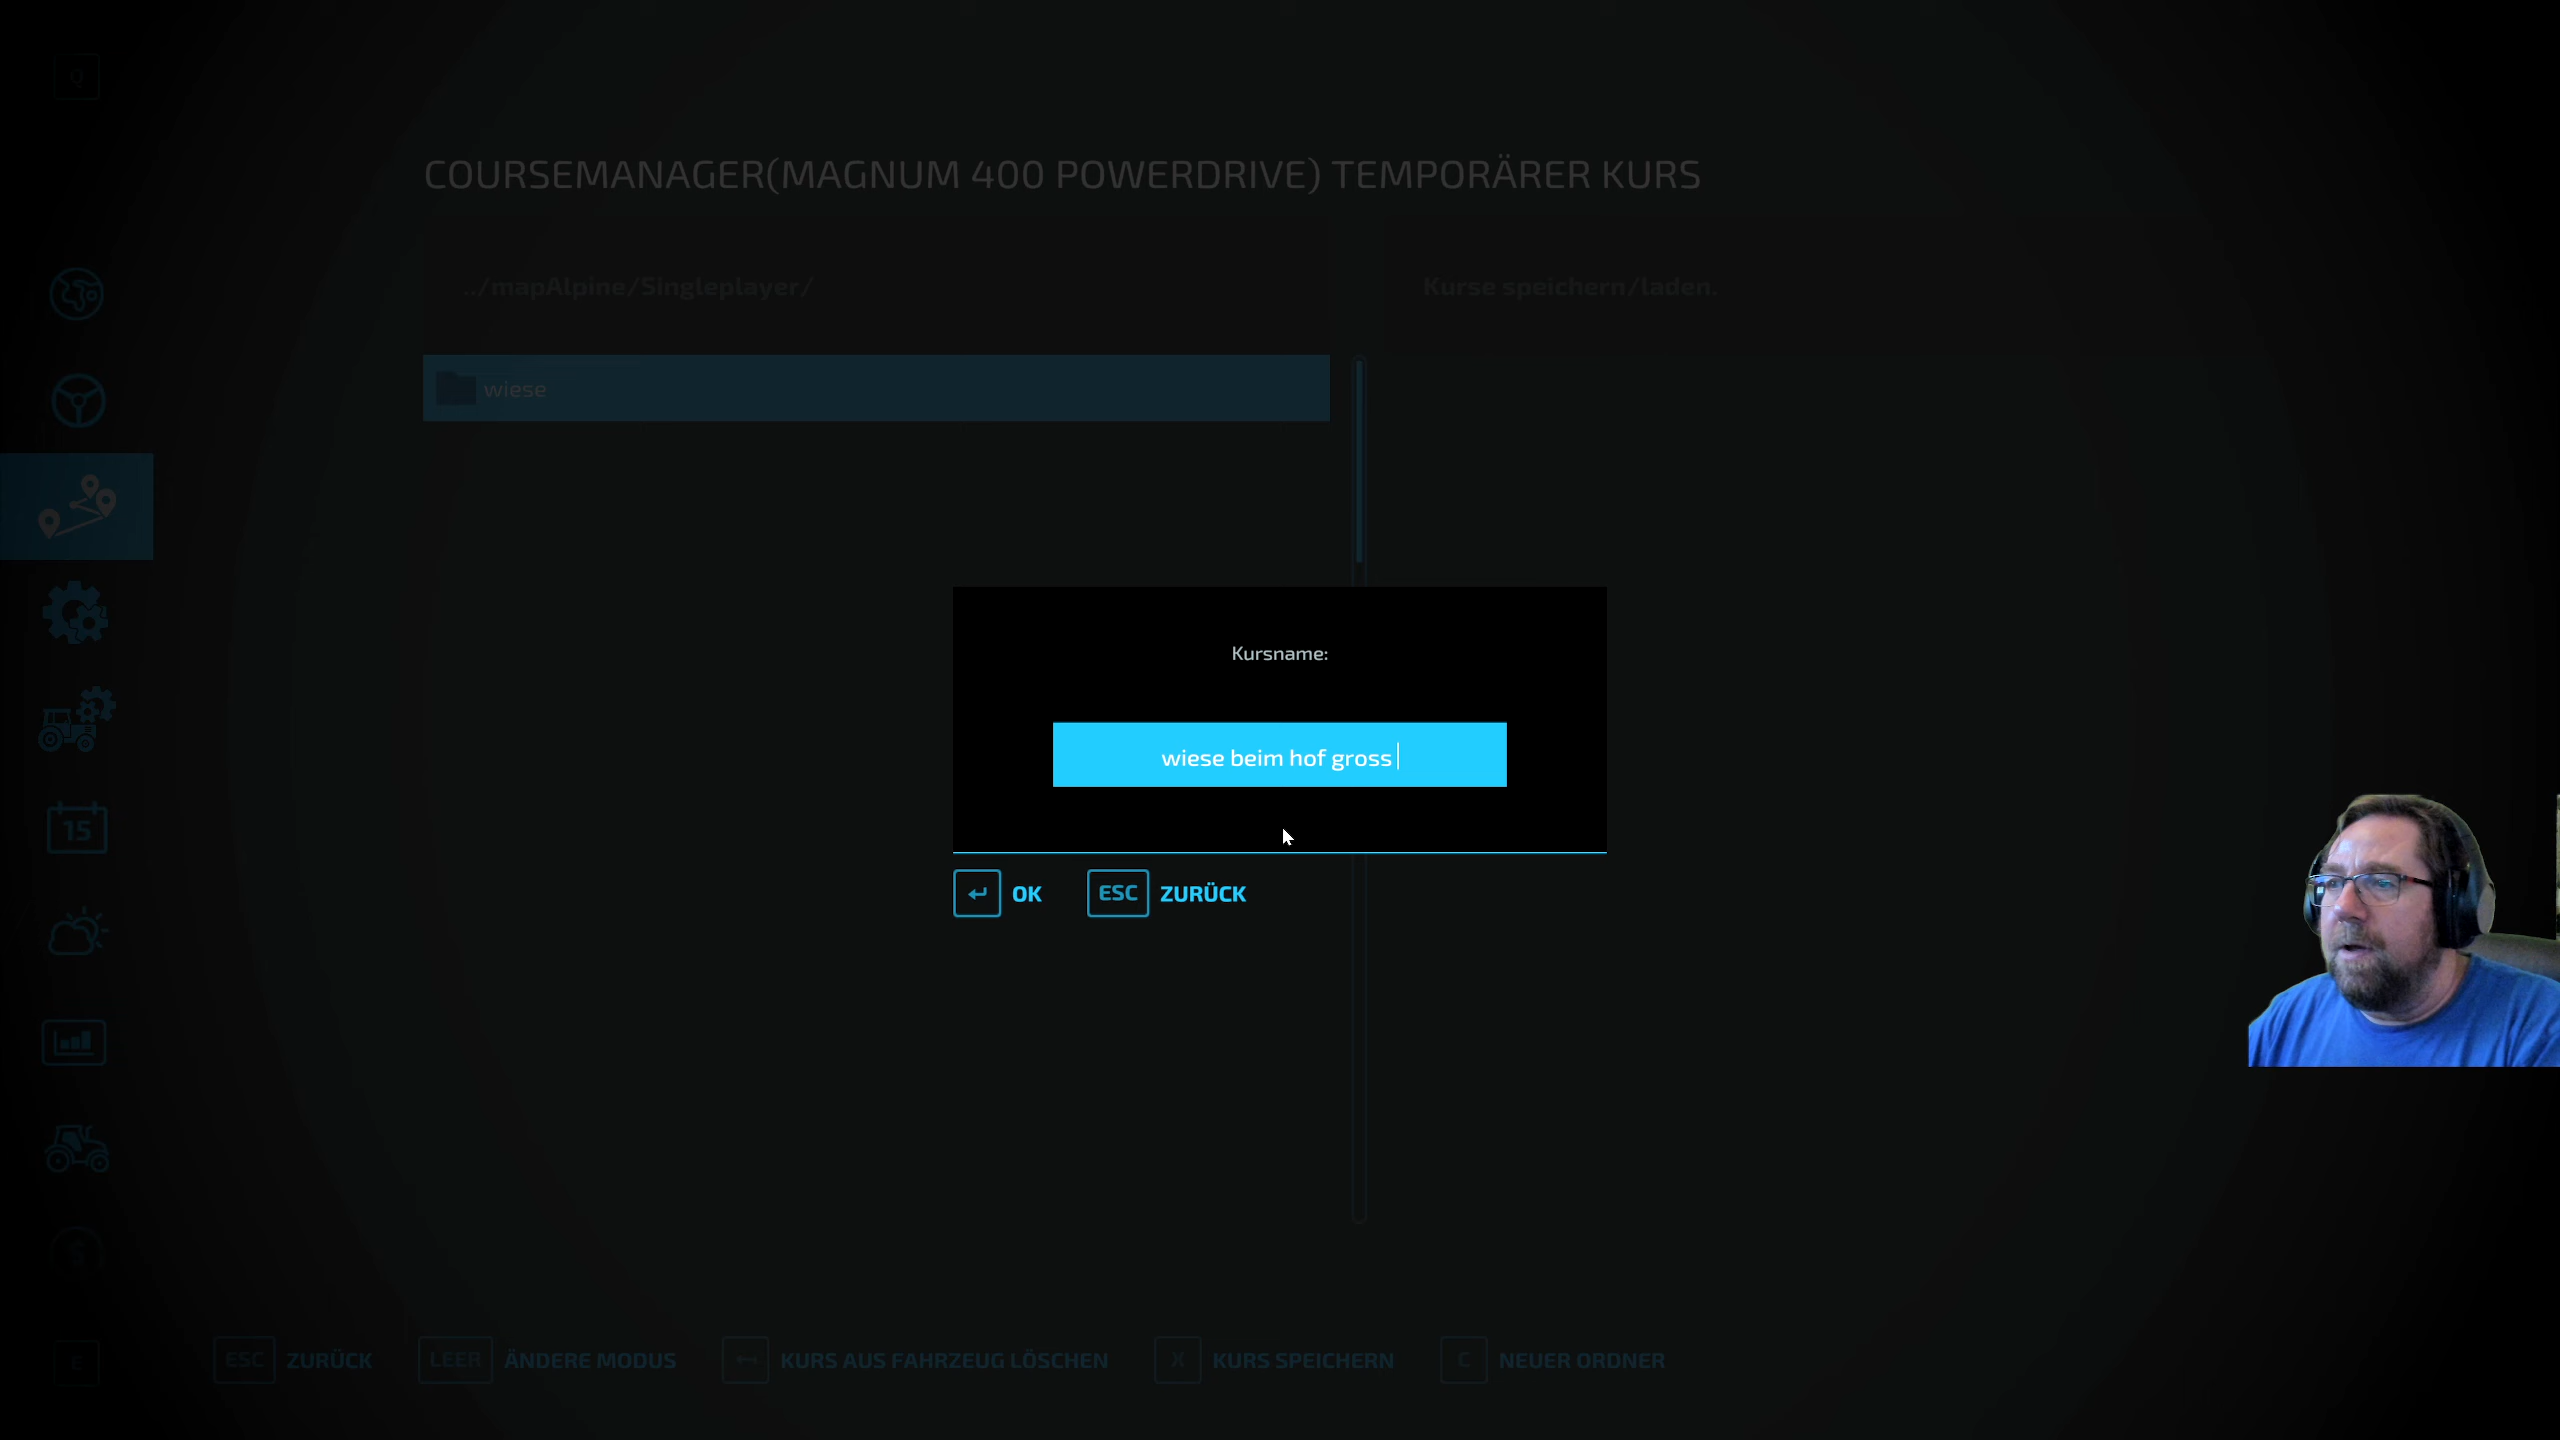 Q
COURSEMANAGER(MAGNUM 400 POWERDRIVE) TEMPORÄRER KURS
../mapAlpine/Singleplayer/
Kurse speichern/laden.
wiese
Kursname:
wiese beim hof gross
OK
ESC ZURÜCK
15
E
ESC ZURÜCK
LEER ÄNDERE MODUS
KURS AUS FAHRZEUG LÖSCHEN
X KURS SPEICHERN
C NEUER ORDNER